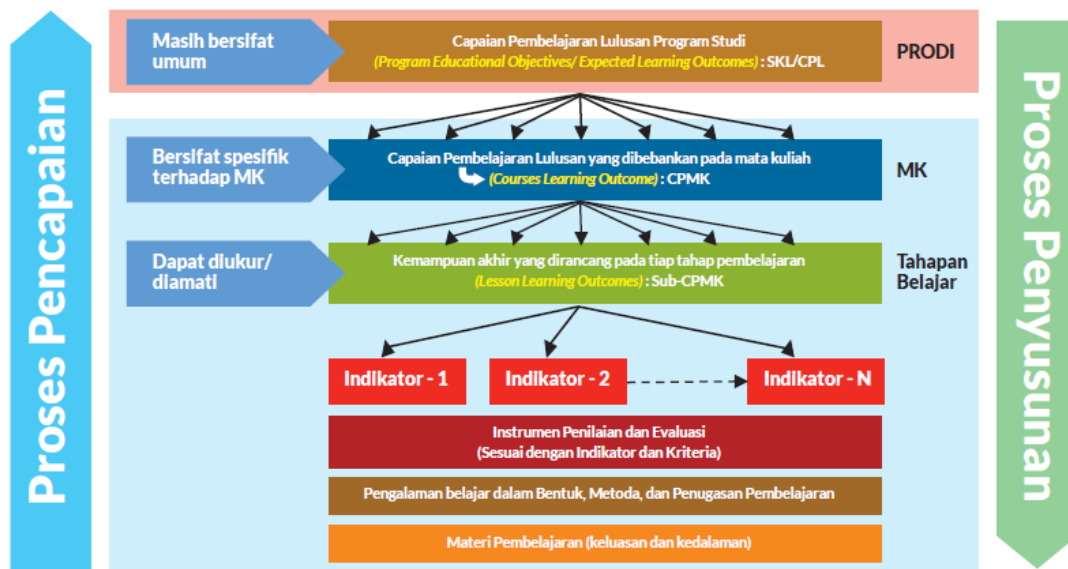 Proses Pencapaian
Masih bersifat
umum
Capaian Pembelajaran Lulusan Program Studi
(Program Educational Objectives/ Expected Learning Outcomes) : SKL/CPL
PRODI
Bersifat spesifik
terhadap MK
Capaian Pembelajaran Lulusan yang dibebankan pada mata kuliah
(Courses Learning Outcome) : CPMK
MK
Dapat diukur/
diamati
Kemampuan akhir yang dirancang pada tiap tahap pembelajaran
(Lesson Learning Outcomes) : Sub-CPMK
Tahapan
Belajar
Indikator - 1
Indikator - 2
Indikator - N
Instrumen Penilaian dan Evaluasi
(Sesuai dengan Indikator dan Kriteria)
Pengalaman belajar dalam Bentuk, Metoda, dan Penugasan Pembelajaran
Materi Pembelajaran (keluasan dan kedalaman)
Proses Penyusunan